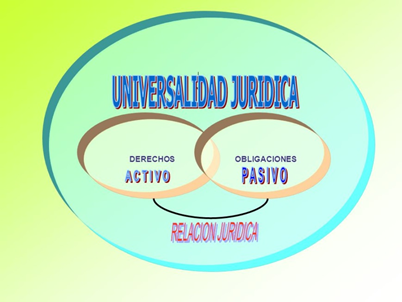 UNIVERSALIDAD JURIDICA
DERECHOS
ACTIVO
OBLIGACIONES
PASIVO
RELACION JURIDICA